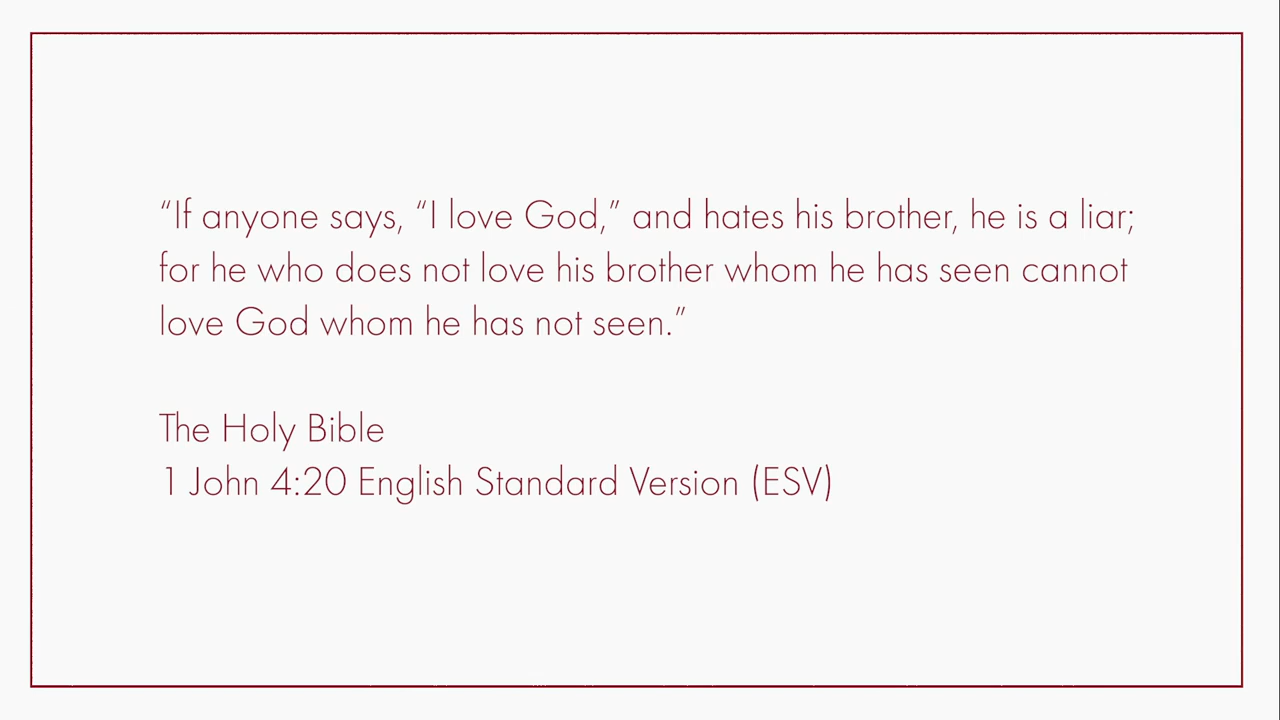 “If anyone says, “I love God,” and hates his brother, he is a liar;
for he who does not love his brother whom he has seen cannot
love God whom he has not seen.”
The Holy Bible
1 John 4:20 English Standard Version (ESV)